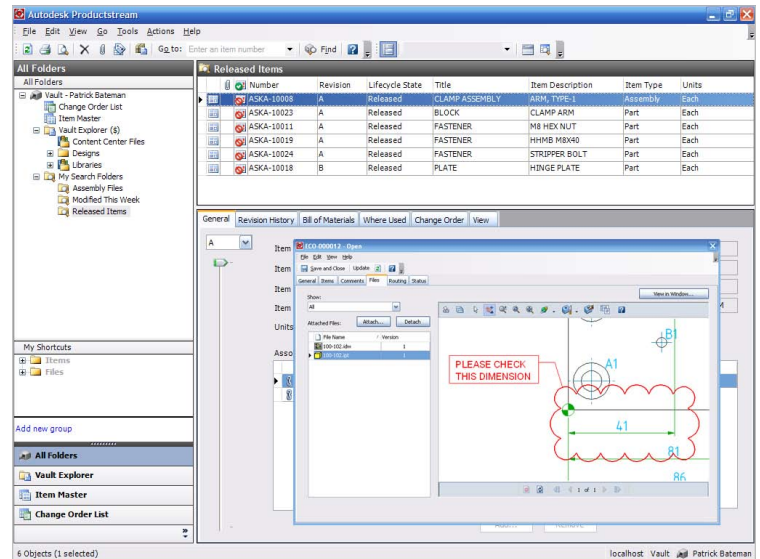 Autodesk Productstream
File Edit View Go Tools Actions Help
Go to: Enter an item number Find
All Folders
All Folders
Vault - Patrick Bateman
Change Order List
Item Master
Vault Explorer ($)
Content Center Files
Designs
Libraries
My Search Folders
Assembly Files
Modified This Week
Released Items
My Shortcuts
Items
Files
Add new group
All Folders
Vault Explorer
Item Master
Change Order List
Released Items
Number Revision Lifecycle State Title Item Description Item Type Units
ASKA-10008 A Released CLAMP ASSEMBLY ARM, TYPE-1 Assembly Each
ASKA-10023 A Released BLOCK CLAMP ARM Part Each
ASKA-10011 A Released FASTENER M8 HEX NUT Part Each
ASKA-10019 A Released FASTENER HHMB M8X40 Part Each
ASKA-10024 A Released FASTENER STRIPPER BOLT Part Each
ASKA-10018 B Released PLATE HINGE PLATE Part Each
General Revision History Bill of Materials Where Used Change Order View
A
Item
Item
Item
Item
Units
Asso
ECO-000012 - Open
File Edit View Help
Save and Close Update
General Items Comments Files Routing Status
Show:
All
View in Window...
Attached Files: Attach... Detach
File Name Version
100-102.idw 1
100-102.ipt 1
PLEASE CHECK
THIS DIMENSION
A1
B1
41
81
86
1 of 1
Remove
6 Objects (1 selected)
localhost Vault Patrick Bateman